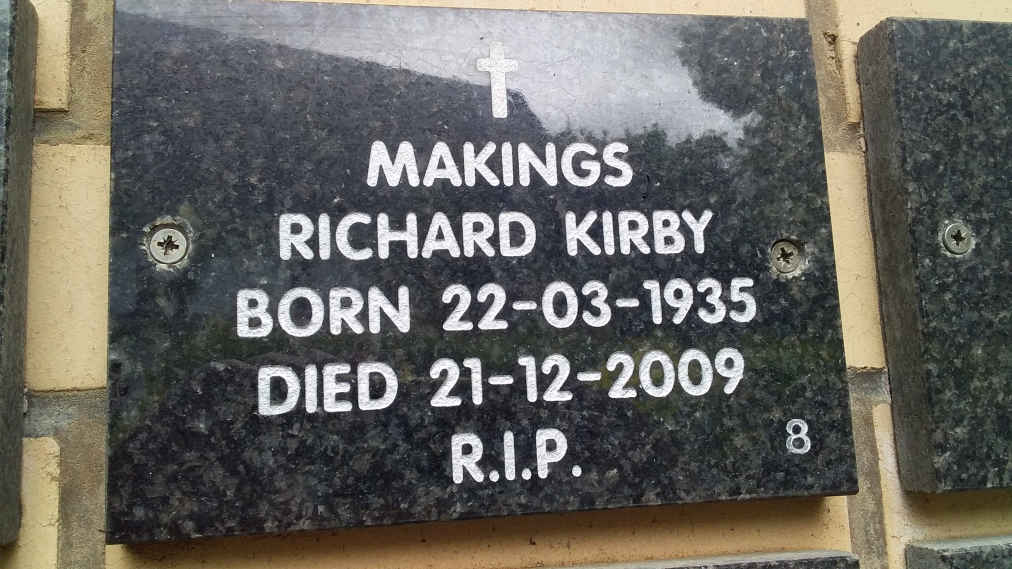 MAKINGS
RICHARD KIRBY
BORN 22-03-1935
DIED 21-12-2009
R.I.P.
8